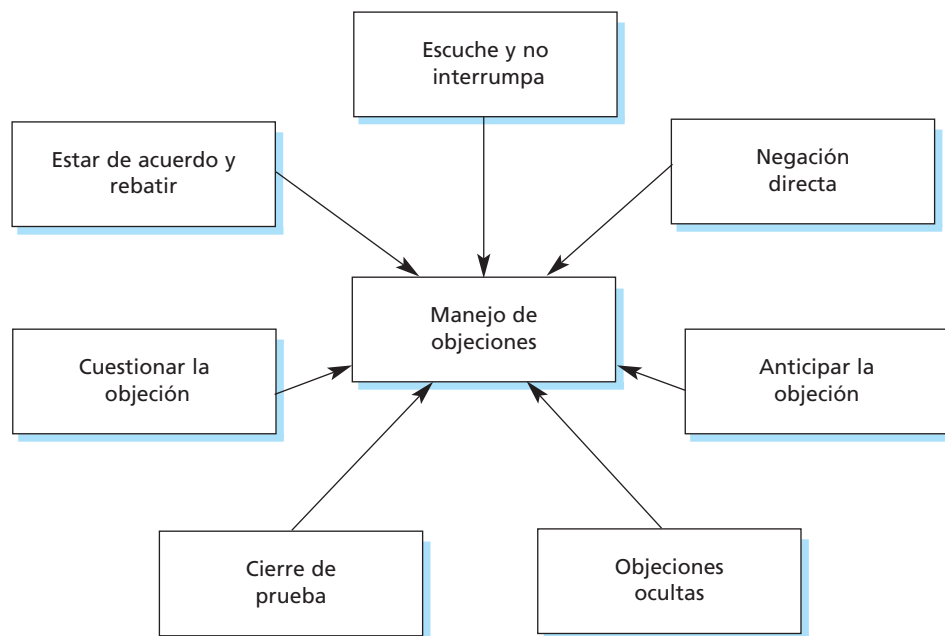 Escuche y no
interrumpa
Estar de acuerdo y
rebatir
Negación
directa
Manejo de
objeciones
Cuestionar la
objeción
Anticipar la
objeción
Cierre de
prueba
Objeciones
ocultas